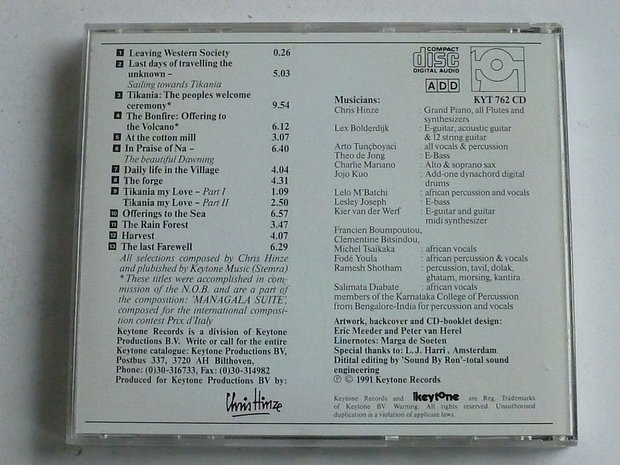 1 Leaving Western Society 0.26
2 Last days of travelling the
unknown – 5.03
Sailing towards Tikania
3 Tikania: The peoples welcome
ceremony* 9.54
4 The Bonfire: Offering to
the Volcano* 6.12
5 At the cotton mill 3.07
6 In Praise of Na – 6.40
The beautiful Dawning
7 Daily life in the Village 4.04
8 The forge 4.31
9 Tikania my Love – Part I 1.09
Tikania my Love – Part II 2.50
10 Offerings to the Sea 6.57
11 The Rain Forest 3.47
12 Harvest 4.07
13 The last Farewell 6.29
All selections composed by Chris Hinze
and plubished by Keytone Music (Stemra)
* These titles were accomplished in com-
mission of the N.O.B. and are a part of
the composition: 'MANAGALA SUITE',
composed for the international composi-
tion contest Prix d'Italy
Keytone Records is a division of Keytone
Productions B.V. Write or call for the entire
Keytone catalogue: Keytone Productions BV,
Postbus 337, 3720 AH Bilthoven,
Phone: (0)30-316733, Fax: (0)30-314982
Produced for Keytone Productions BV by:
Chris Hinze
COMPACT
disc
DIGITAL AUDIO
ADD
KYT 762 CD
Musicians:
Chris Hinze : Grand Piano, all Flutes and
synthesizers
Lex Bolderdijk : E-guitar, acoustic guitar
& 12 string guitar
Arto Tunçboyaci : all vocals & percussion
Theo de Jong : E-Bass
Charlie Mariano : Alto & soprano sax
Jojo Kuo : Add-one dynachord digital
drums
Lelo M'Batchi : african percussion and vocals
Lesley Joseph : E-bass
Kier van der Werf : E-guitar and guitar
midi synthesizer
Francien Boumpoutou,
Clementine Bitsindou,
Michel Tsaikaka : african vocals
Fodé Youla : african percussion & vocals
Ramesh Shotham : percussion, tavil, dolak,
ghatam, morsing, kantira
Salimata Diabate : african vocals
members of the Karnataka College of Percussion
from Bengalore-India for percussion and vocals
Artwork, backcover and CD-booklet design:
Eric Meeder and Peter van Herel
Linernotes: Marga de Soeten
Special thanks to: L.J. Harri, Amsterdam
Ditital editing by 'Sound By Ron'-total sound
engineering
℗ © 1991 Keytone Records
Keytone Records and keytone are Reg. Trademarks
of Keytone BV. Warning. All rights reserved. Unauthorised
duplication is a violation of applicate laws.